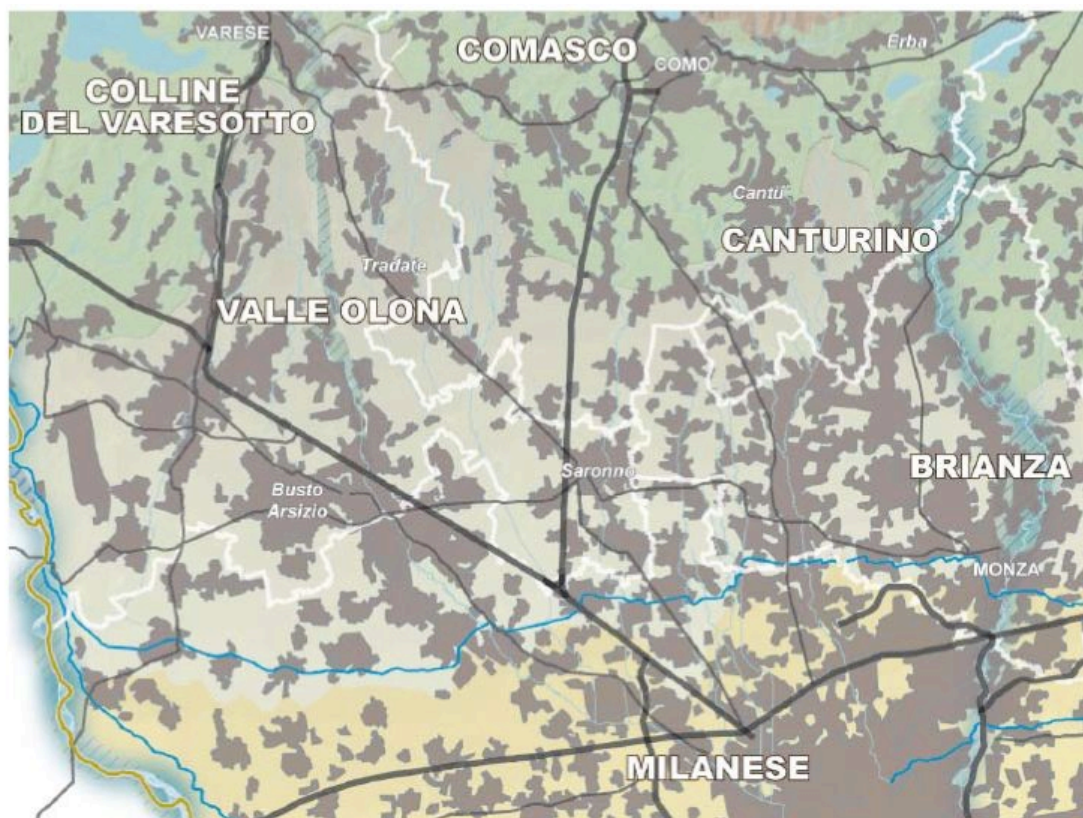 VARESE
COMASCO
Erba
COMO
COLLINE
DEL VARESOTTO
Cantù
CANTURINO
Tradate
VALLE OLONA
Saronno
BRIANZA
Busto
Arsizio
MONZA
MILANESE